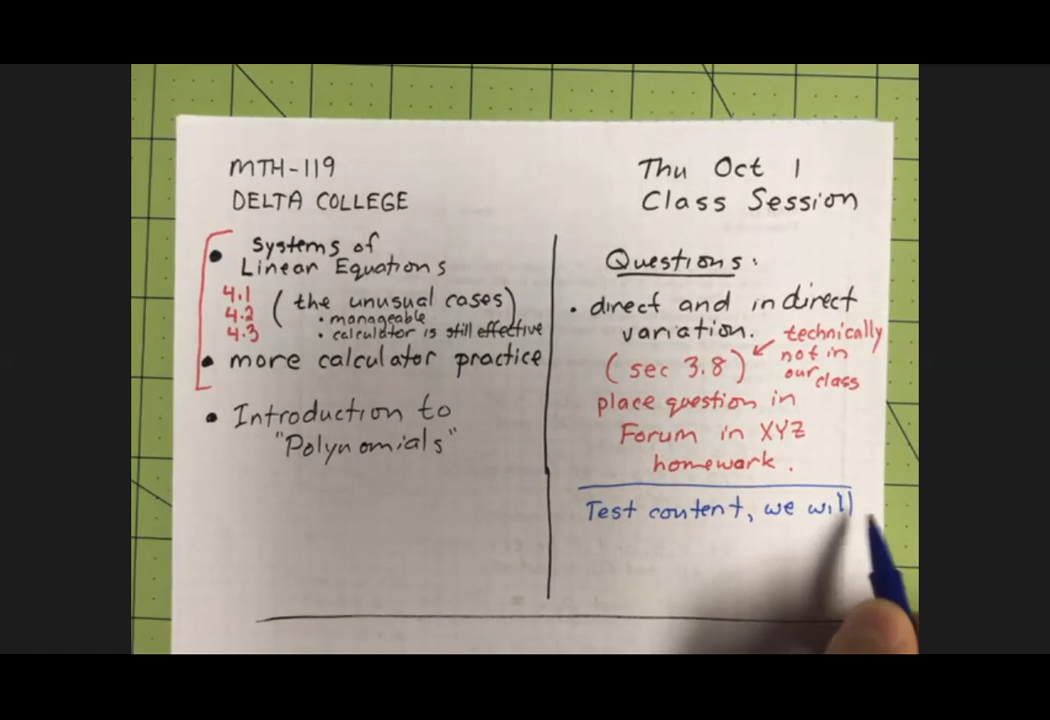 MTH-119
DELTA COLLEGE
Thu Oct 1
Class Session
• Systems of
Linear Equations
4.1
4.2
4.3
(the unusual cases)
• manageable
• calculator is still effective
• more calculator practice
• Introduction to
"Polynomials"
Questions:
• direct and indirect
variation.
(sec 3.8)
technically
not in
our class
place question in
Forum in XYZ
homework.
Test content, we will